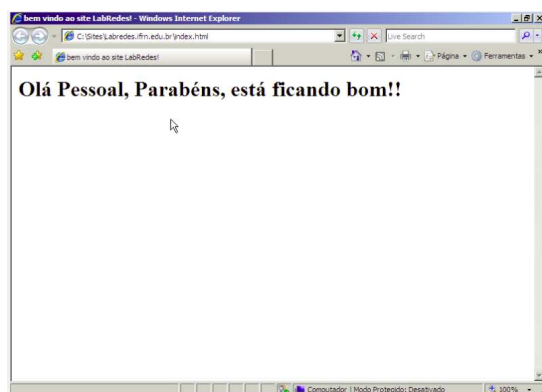 bem vindo ao site LabRedes! - Windows Internet Explorer
C:\Sites\Labredes.ifrn.edu.br\index.html
Live Search
bem vindo ao site LabRedes!
Página
Ferramentas
Olá Pessoal, Parabéns, está ficando bom!!
Computador | Modo Protegido: Desativado
100%